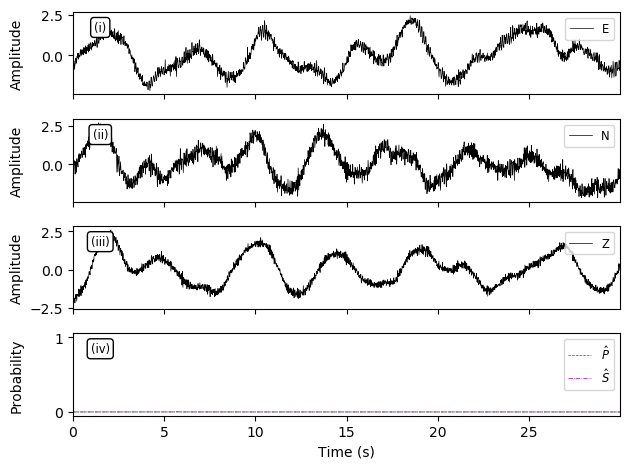 2.5
0.0
Amplitude
(i)
E
2.5
0.0
Amplitude
(ii)
N
2.5
0.0
−2.5
Amplitude
(iii)
Z
1
0
Probability
(iv)
P̂
Ŝ
0 5 10 15 20 25
Time (s)